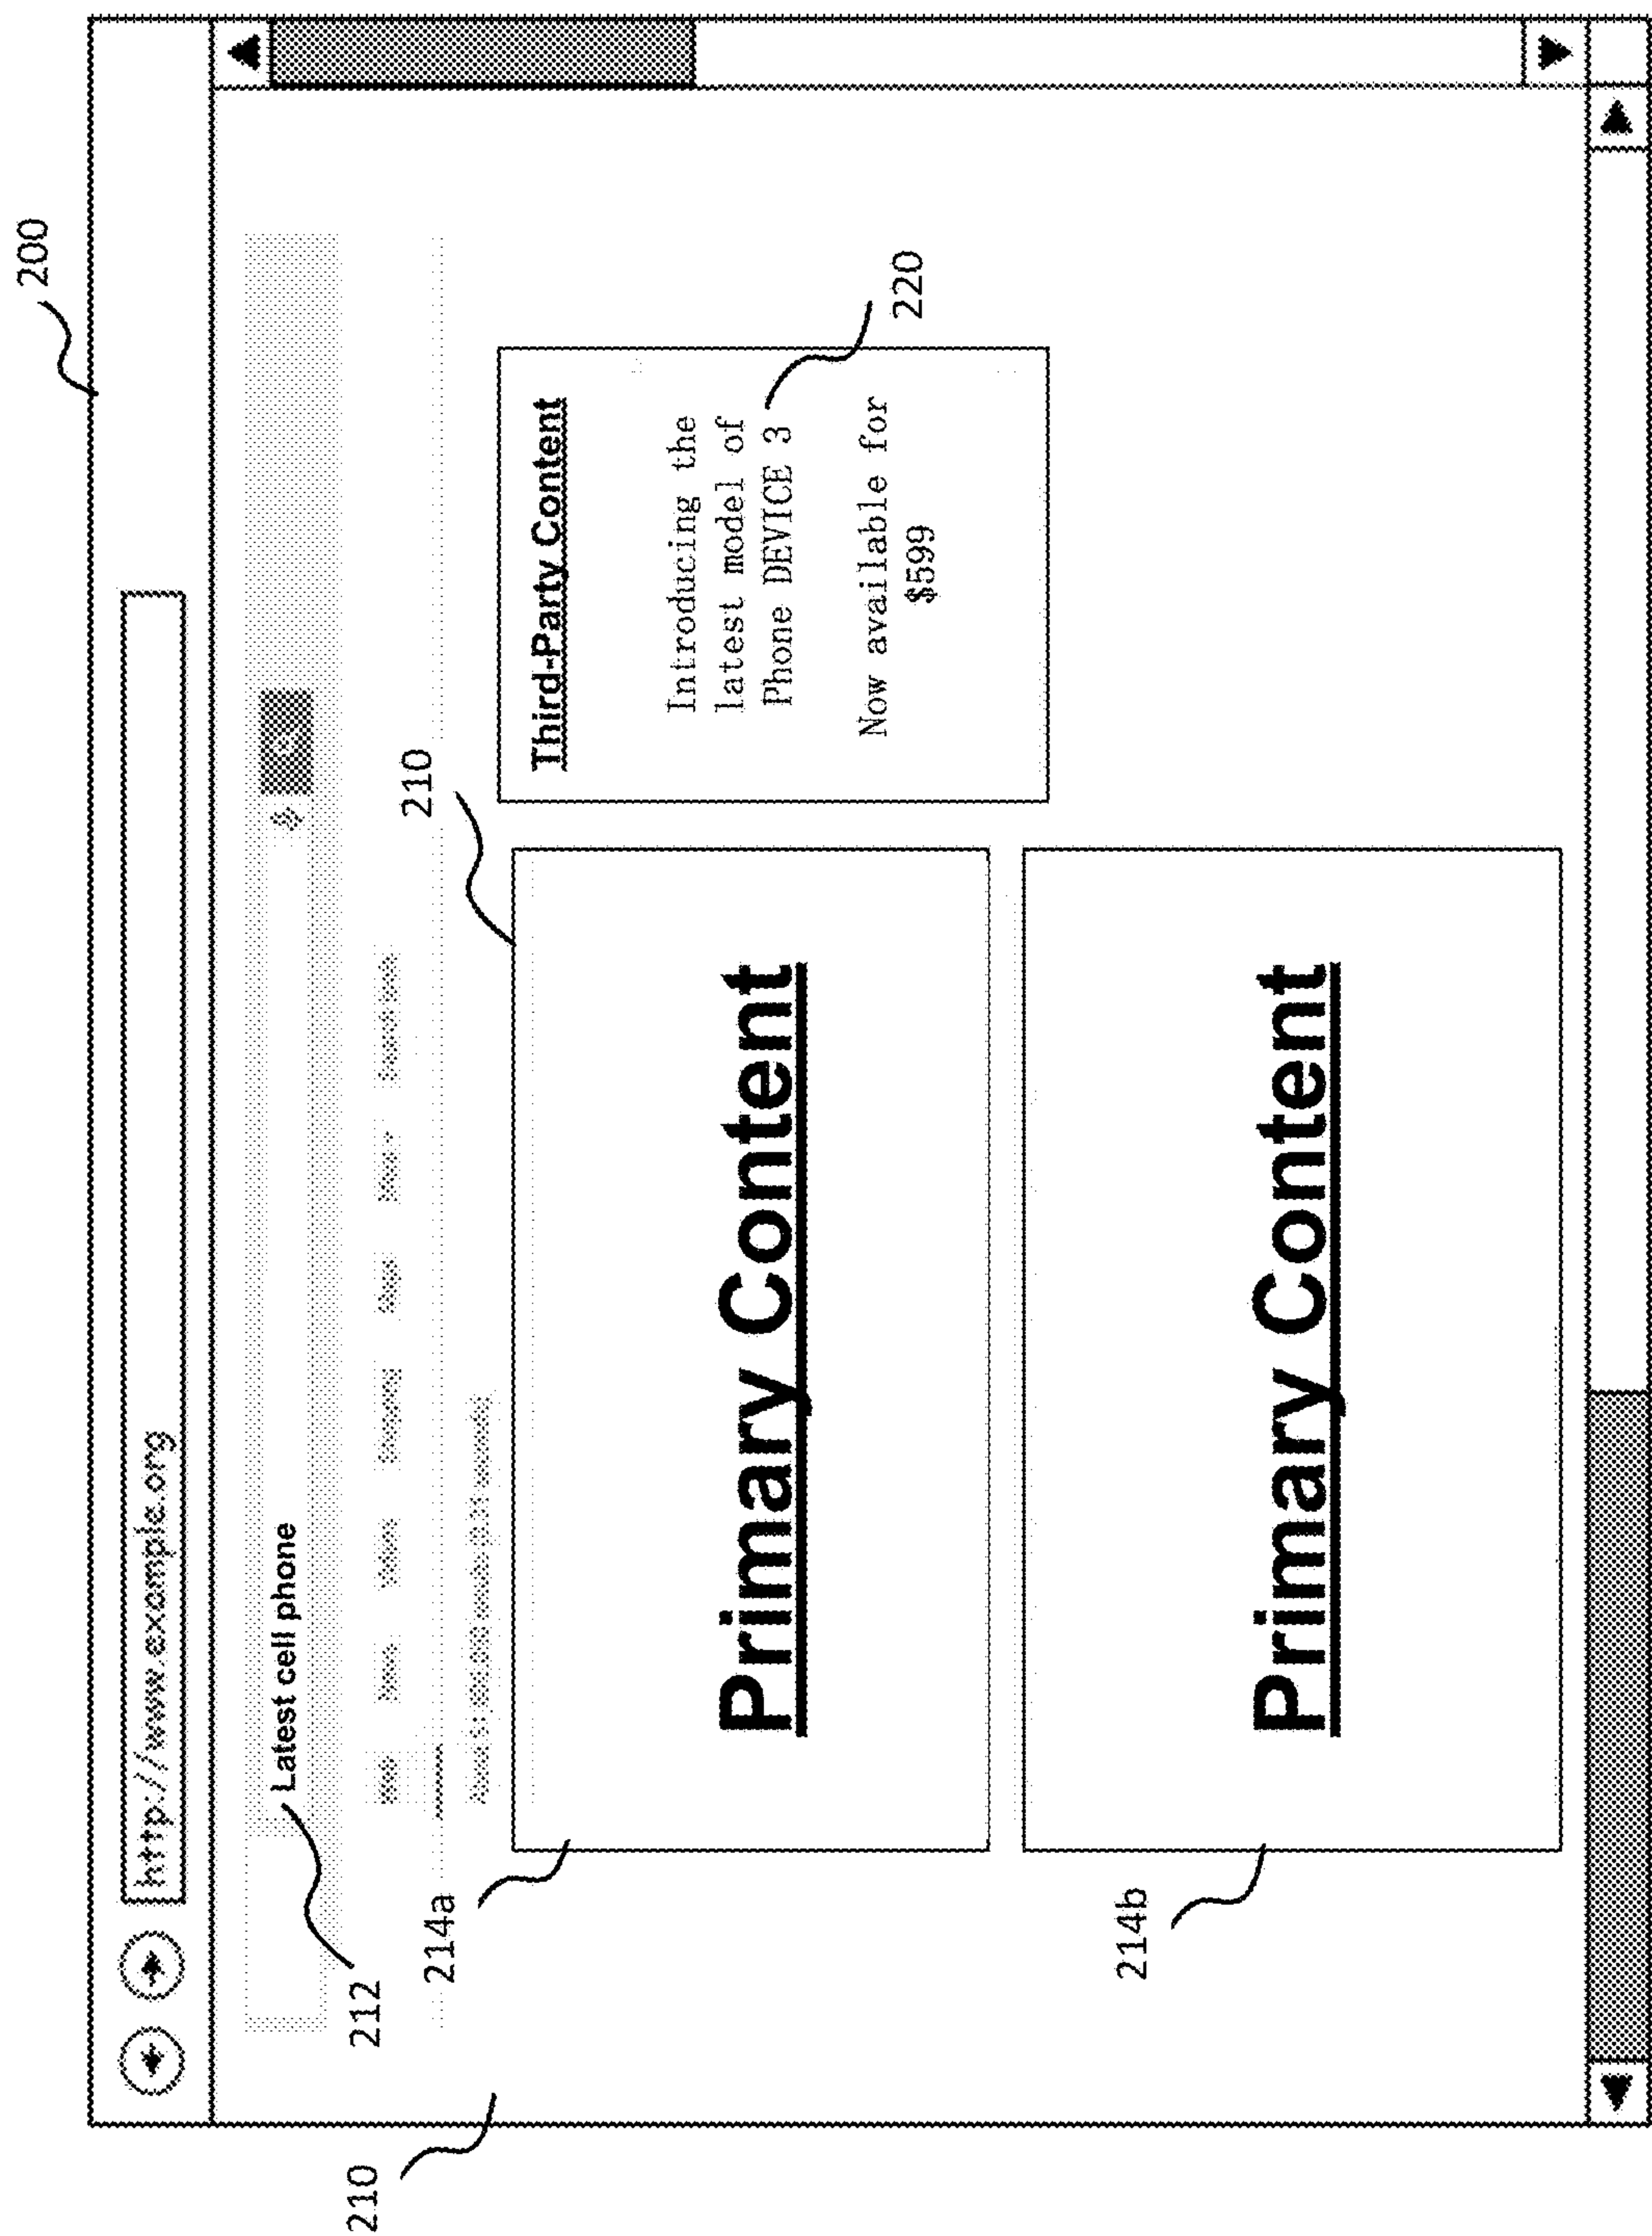 200
http://www.example.org
Latest cell phone
212
210
210
214a
Primary Content
Third-Party Content
Introducing the
latest model of
Phone DEVICE 3
220
Now available for
$599
214b
Primary Content